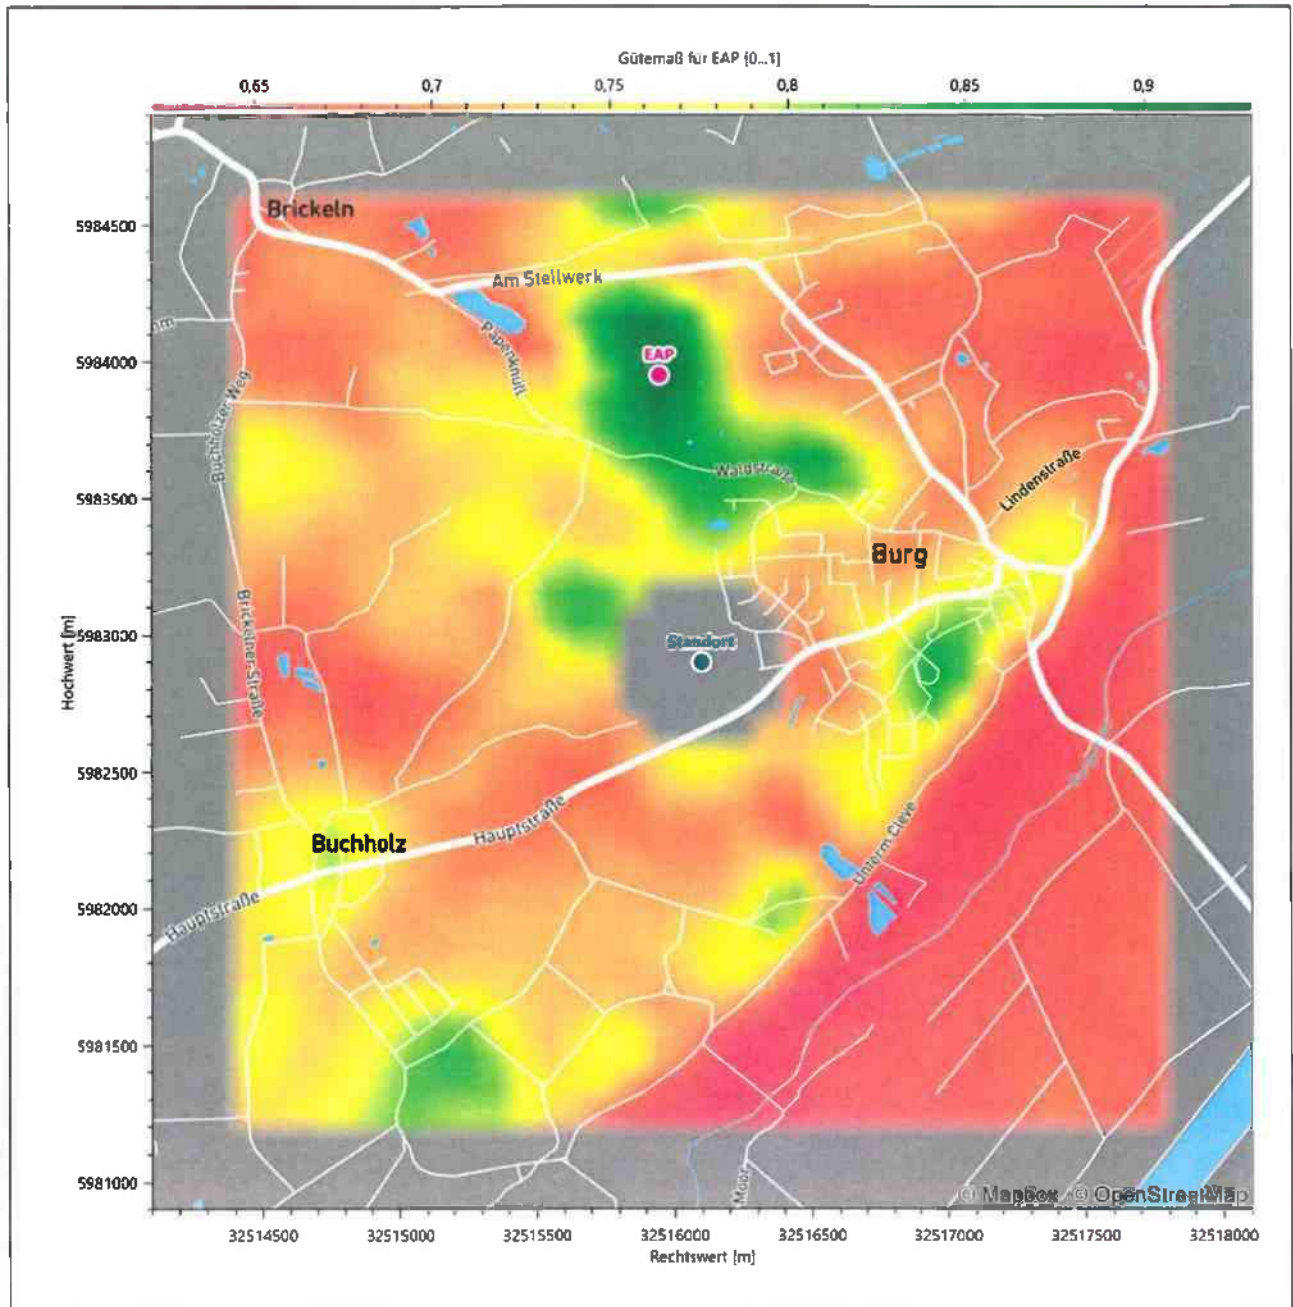 Gütemaß für EAP [0...1]
0,65 0,7 0,75 0,8 0,85 0,9
Brickeln
5984500
Am Stellwerk
Papenknüll
EAP
5984000
Buchholzer Weg
Waldstraße
Lindenstraße
5983500
Burg
Brickelner Straße
5983000
Standort
Hochwert [m]
5982500
Hauptstraße
Buchholz
Unterm Cleve
Hauptstraße
5982000
5981500
5981000
Moor
© Mapbox © OpenStreetMap
32514500 32515000 32515500 32516000 32516500 32517000 32517500 32518000
Rechtswert [m]